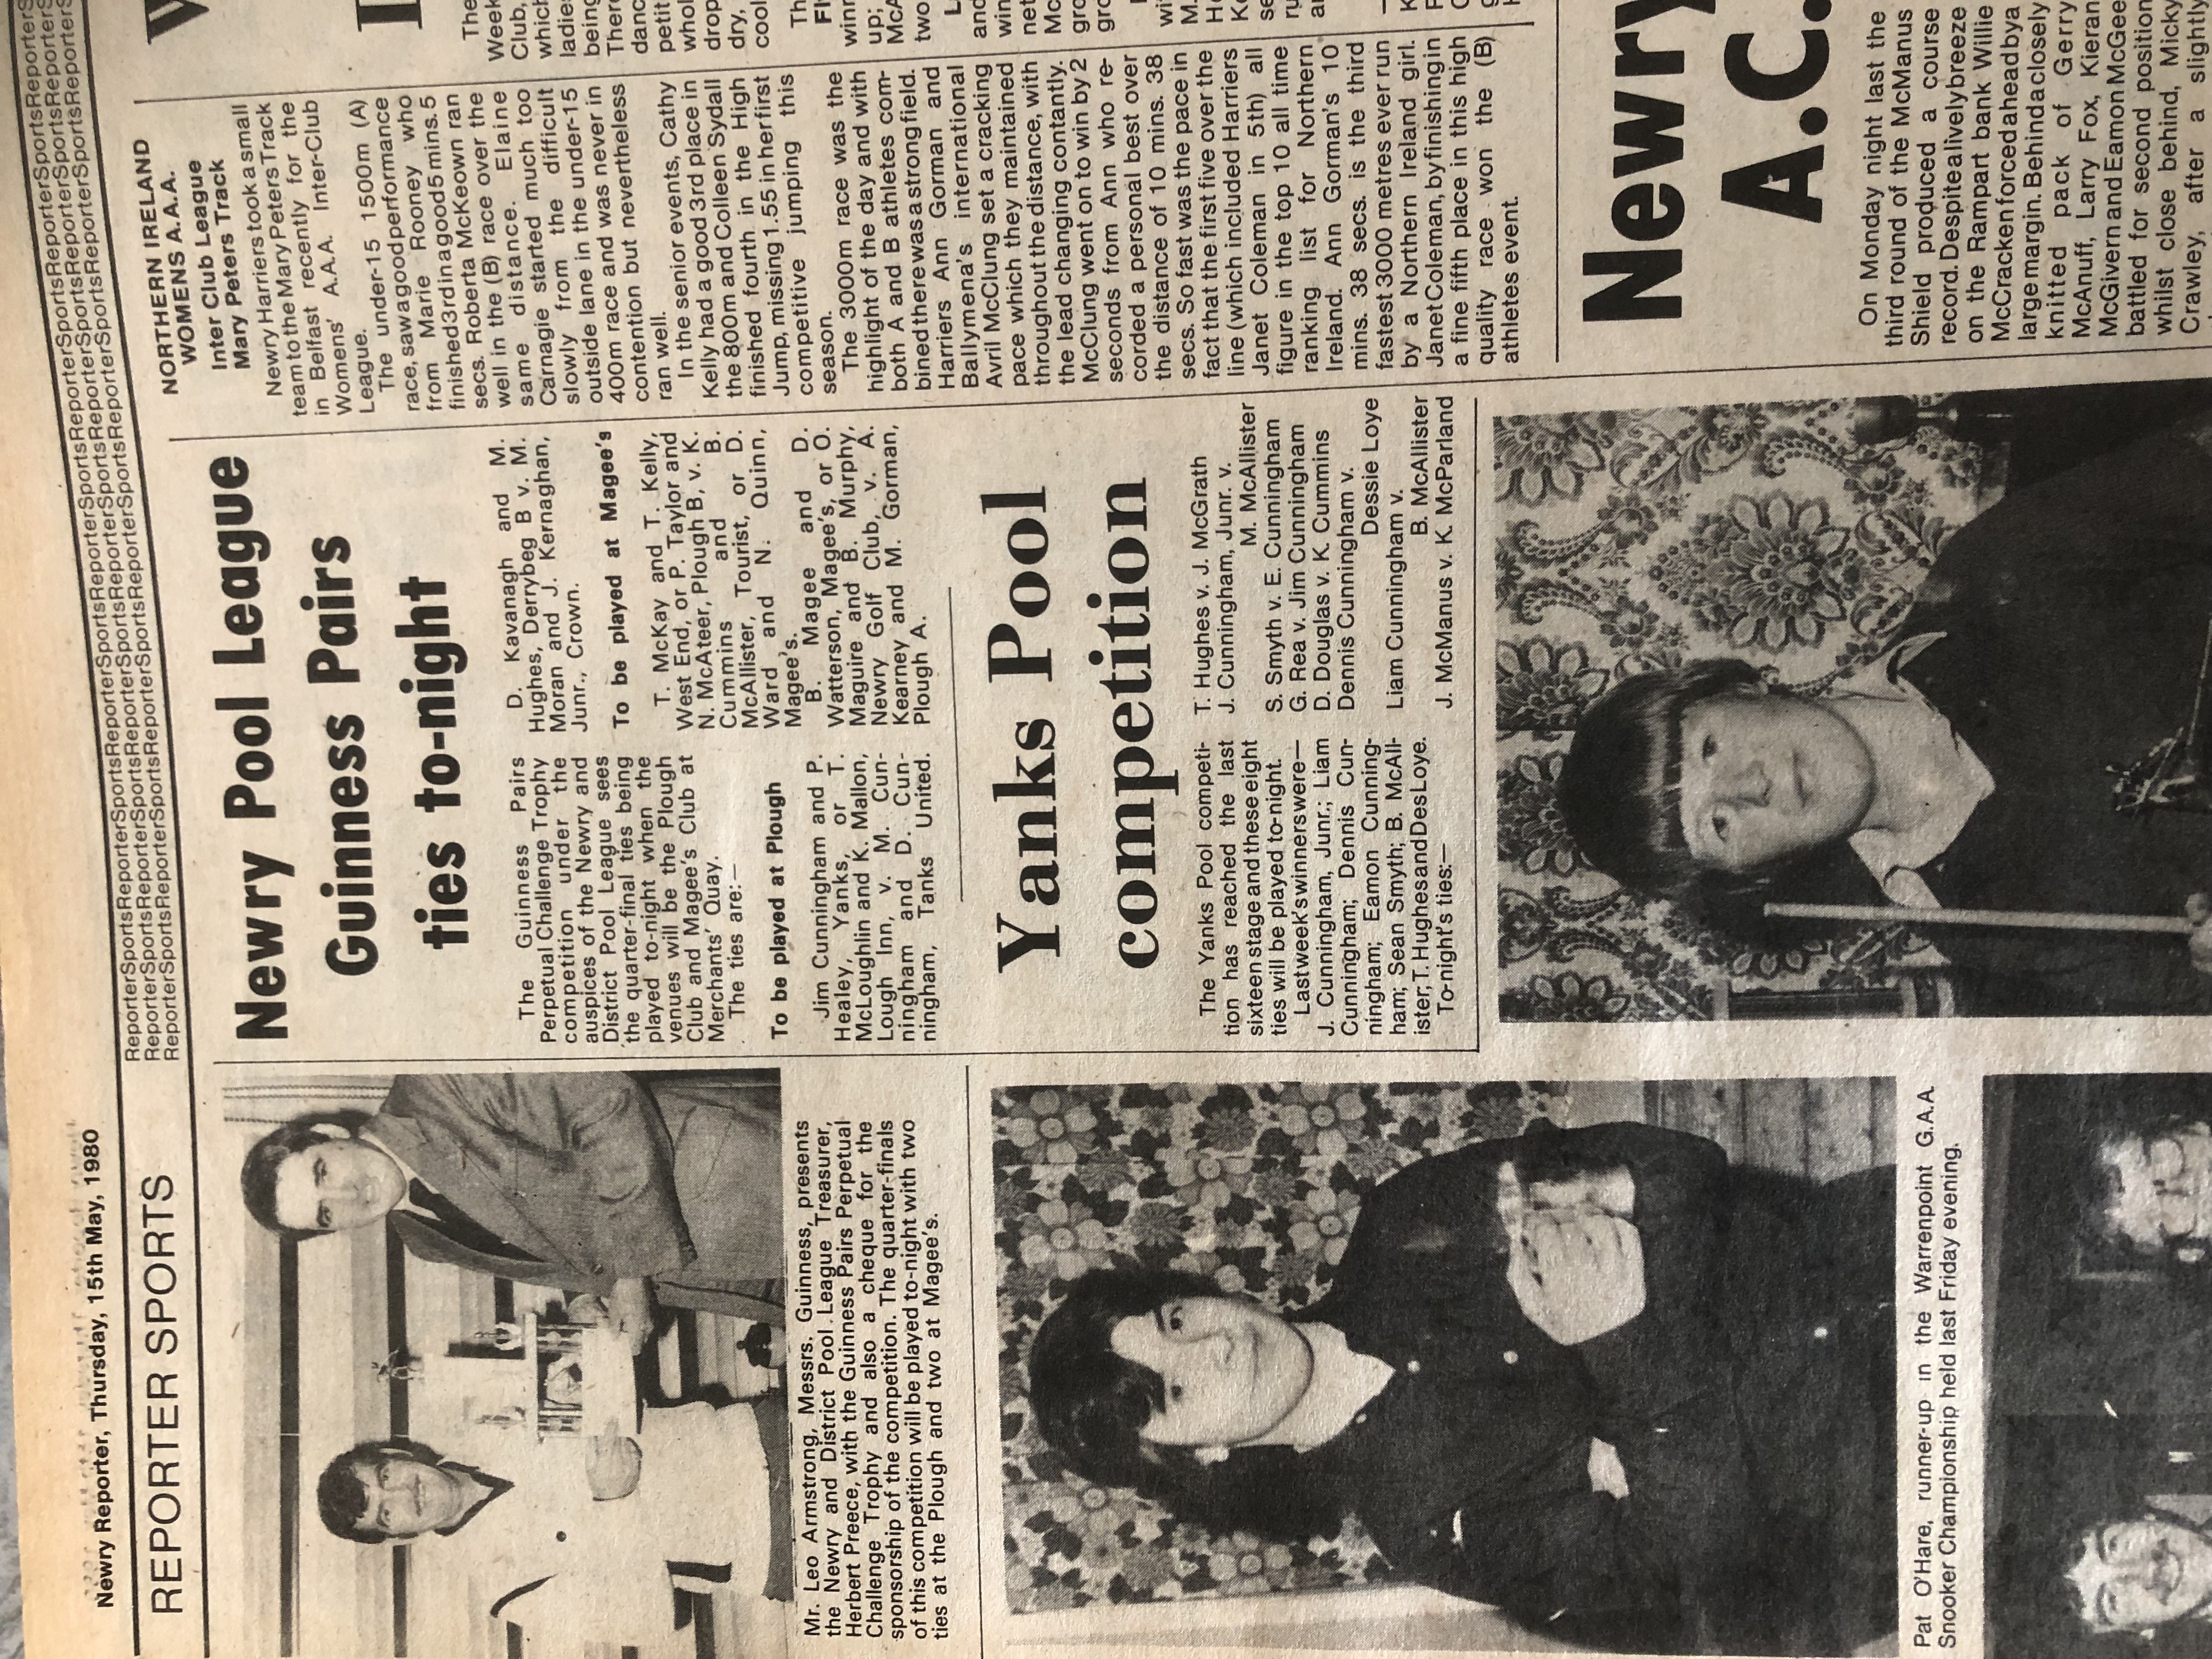 Newry Reporter, Thursday, 15th May, 1980
REPORTER SPORTS
ReporterSportsReporterSportsReporterSportsReporterSportsReporterSportsReporterSportsReporterSports
ReporterSportsReporterSportsReporterSportsReporterSportsReporterSportsReporterSportsReporterSports
ReporterSportsReporterSportsReporterSportsReporterSportsReporterSportsReporterSportsReporterSports
Mr. Leo Armstrong, Messrs. Guinness, presents
the Newry and District Pool League Treasurer,
Herbert Preece, with the Guinness Pairs Perpetual
Challenge Trophy and also a cheque for the
sponsorship of the competition. The quarter-finals
of this competition will be played to-night with two
ties at the Plough and two at Magee's.
Pat O'Hare, runner-up in the Warrenpoint G.A.A.
Snooker Championship held last Friday evening.
Newry Pool League
Guinness Pairs
ties to-night
The Guinness Pairs
Perpetual Challenge Trophy
competition under the
auspices of the Newry and
District Pool League sees
the quarter-final ties being
played to-night when the
venues will be the Plough
Club and Magee's Club at
Merchants' Quay.
The ties are:—
To be played at Plough
Jim Cunningham and P.
Healey, Yanks, or T.
McLoughlin and K. Mallon,
Lough Inn, v. M. Cun-
ningham and D. Cun-
ningham, Tanks United.
D. Kavanagh and M.
Hughes, Derrybeg B v. M.
Moran and J. Kernaghan,
Junr., Crown.
To be played at Magee's
T. McKay and T. Kelly,
West End, or P. Taylor and
N. McAteer, Plough B, v. K.
Cummins and B.
McAllister, Tourist, or D.
Ward and N. Quinn,
Magee's.
B. Magee and D.
Watterson, Magee's, or O.
Maguire and B. Murphy,
Newry Golf Club, v. A.
Kearney and M. Gorman,
Plough A.
Yanks Pool
competition
The Yanks Pool competi-
tion has reached the last
sixteen stage and these eight
ties will be played to-night.
Last week's winners were—
J. Cunningham, Junr.; Liam
Cunningham; Dennis Cun-
ningham; Eamon Cunning-
ham; Sean Smyth; B. McAll-
ister; T. Hughes and Des Loye.
To-night's ties:—
T. Hughes v. J. McGrath
J. Cunningham, Junr. v.
M. McAllister
S. Smyth v. E. Cunningham
G. Rea v. Jim Cunningham
D. Douglas v. K. Cummins
Dennis Cunningham v.
Dessie Loye
Liam Cunningham v.
B. McAllister
J. McManus v. K. McParland
NORTHERN IRELAND
WOMENS A.A.A.
Inter Club League
Mary Peters Track
Newry Harriers took a small
team to the Mary Peters Track
in Belfast recently for the
Womens' A.A.A. Inter-Club
League.
The under-15 1500m (A)
race, saw a good performance
from Marie Rooney who
finished 3rd in a good 5 mins. 5
secs. Roberta McKeown ran
well in the (B) race over the
same distance. Elaine
Carnagie started much too
slowly from the difficult
outside lane in the under-15
400m race and was never in
contention but nevertheless
ran well.
In the senior events, Cathy
Kelly had a good 3rd place in
the 800m and Colleen Sydall
finished fourth in the High
Jump, missing 1.55 in her first
competitive jumping this
season.
The 3000m race was the
highlight of the day and with
both A and B athletes com-
bined there was a strong field.
Harriers Ann Gorman and
Ballymena's international
Avril McClung set a cracking
pace which they maintained
throughout the distance, with
the lead changing contantly.
McClung went on to win by 2
seconds from Ann who re-
corded a personal best over
the distance of 10 mins. 38
secs. So fast was the pace in
fact that the first five over the
line (which included Harriers
Janet Coleman in 5th) all
figure in the top 10 all time
ranking list for Northern
Ireland. Ann Gorman's 10
mins. 38 secs. is the third
fastest 3000 metres ever run
by a Northern Ireland girl.
Janet Coleman, by finishing in
a fine fifth place in this high
quality race won the (B)
athletes event.
Newry
A.C.
On Monday night last the
third round of the McManus
Shield produced a course
record. Despite a lively breeze
on the Rampart bank Willie
McCracken forced ahead by a
large margin. Behind a closely
knitted pack of Gerry
McAnuff, Larry Fox, Kieran
McGivern and Eamon McGee
battled for second position
whilst close behind, Micky
Crawley, after a slightly
The
Week
Club,
which
ladies
being
petit
cool
winn
two